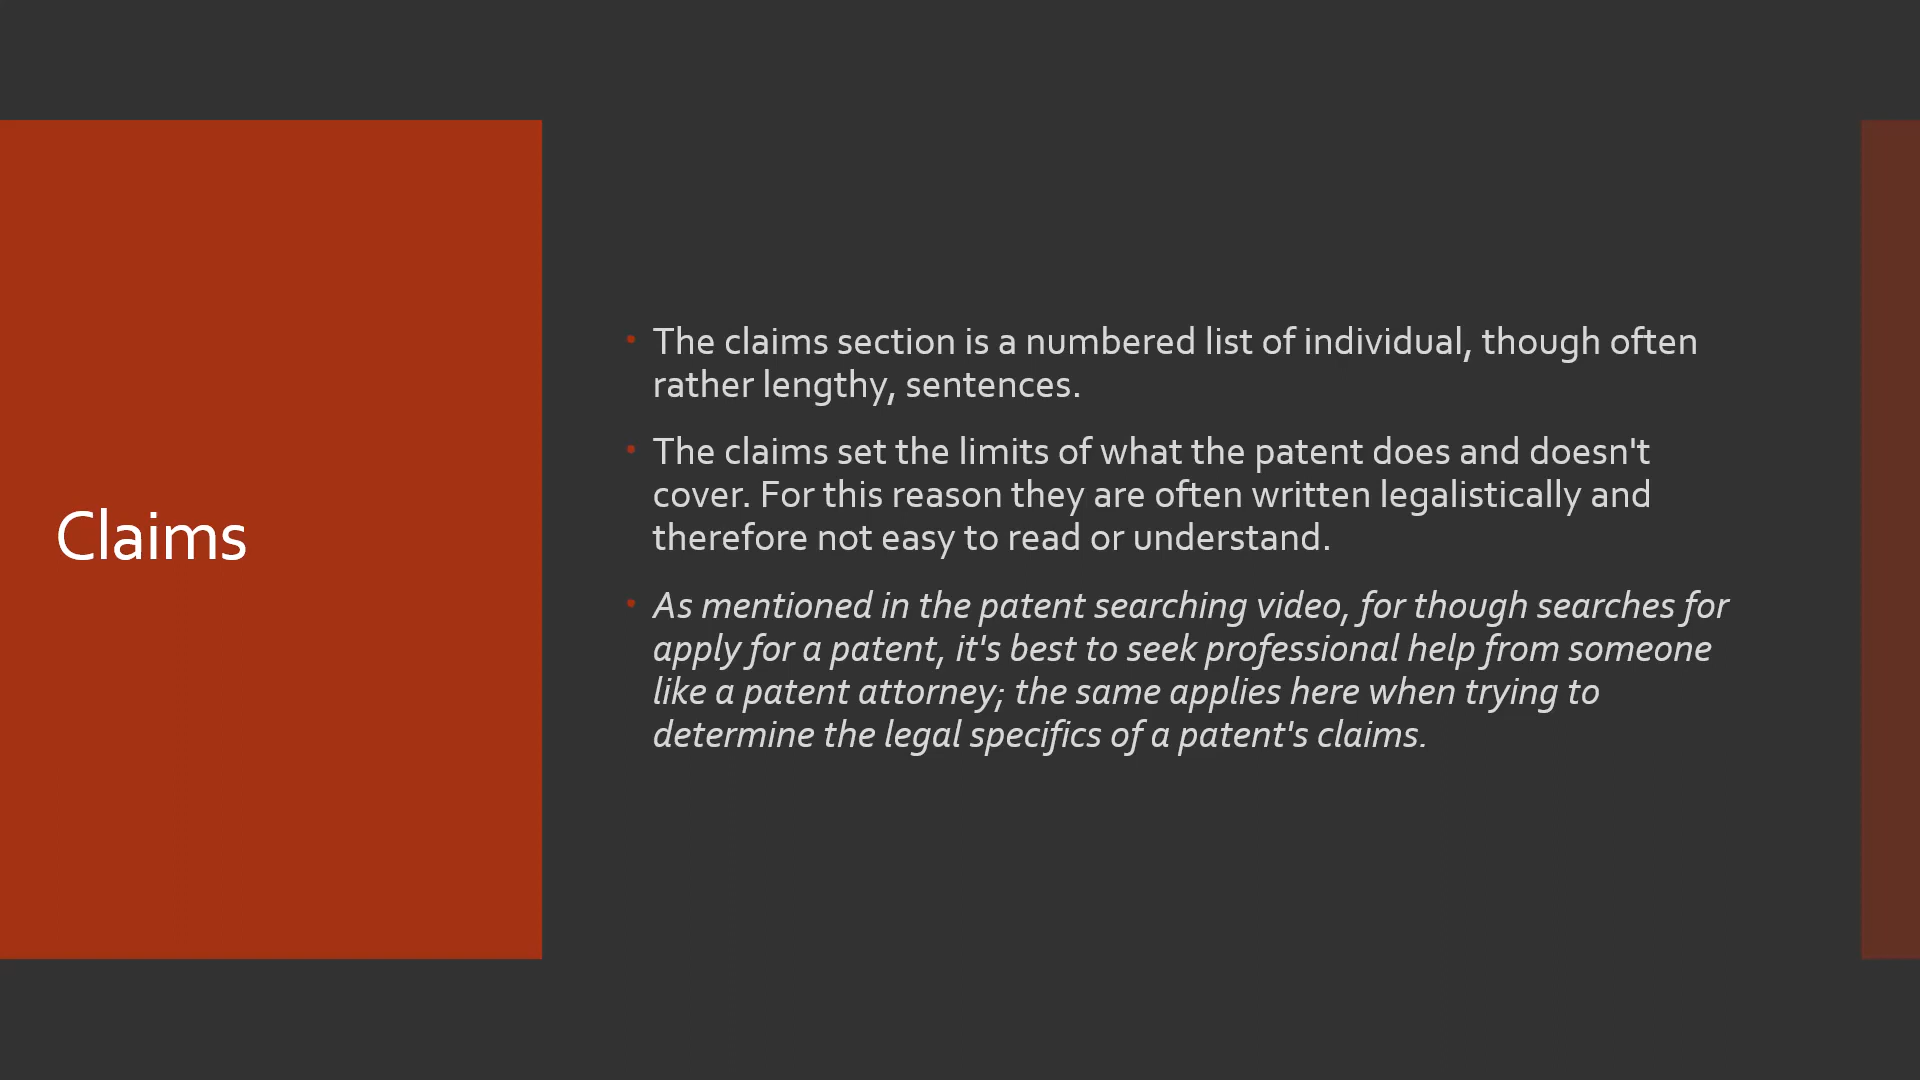 Claims
• The claims section is a numbered list of individual, though often
rather lengthy, sentences.
• The claims set the limits of what the patent does and doesn't
cover. For this reason they are often written legalistically and
therefore not easy to read or understand.
• As mentioned in the patent searching video, for though searches for
apply for a patent, it's best to seek professional help from someone
like a patent attorney; the same applies here when trying to
determine the legal specifics of a patent's claims.